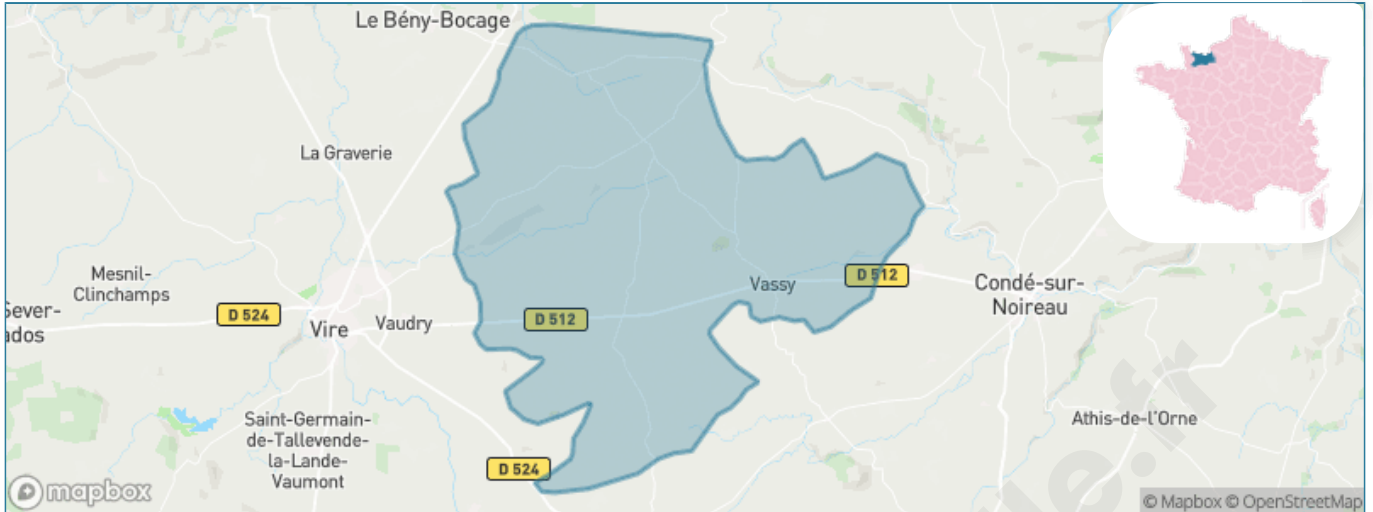 Le Bény-Bocage
La Graverie
Mesnil-
Clinchamps
Sever-
ados
D 524
Vire
Vaudry
D 512
Vassy
D 512
Condé-sur-
Noireau
Saint-Germain-
de-Tallevende-
la-Lande-
Vaumont
D 524
Athis-de-l'Orne
mapbox
© Mapbox © OpenStreetMap